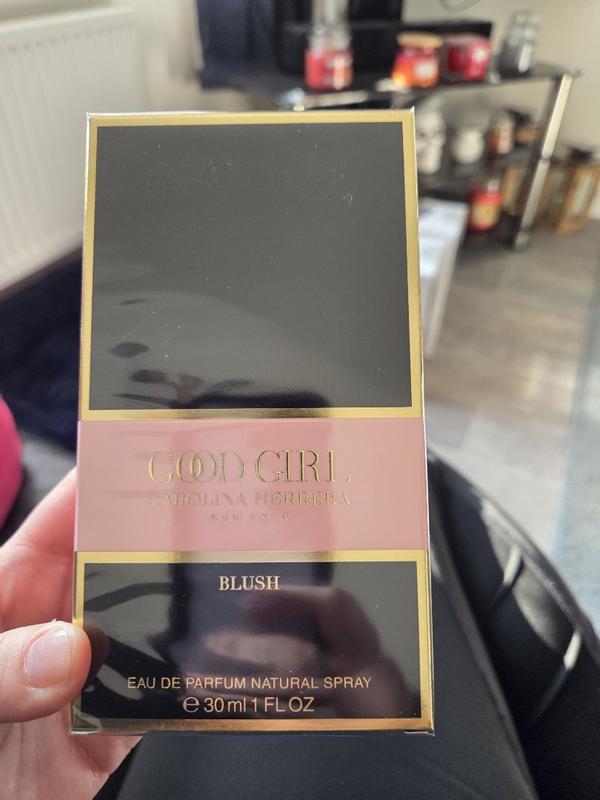 GOOD GIRL
CAROLINA HERRERA
NEW YORK
BLUSH
EAU DE PARFUM NATURAL SPRAY
℮ 30 ml 1 FL OZ